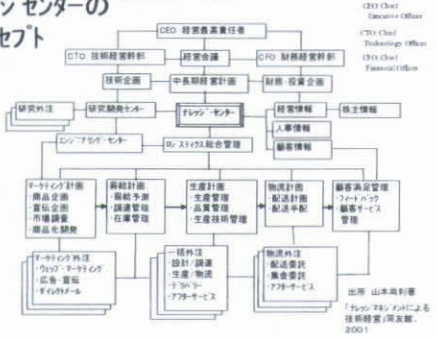 ン センターの
セプト
CEO 経営最高責任者
CTO 技術経営幹部
経営会議
CFO 財務経営幹部
技術企画
中長期経営計画
財務・投資企画
研究外注
研究開発センター
ナレッジ・センター
経営情報
株主情報
人事情報
顧客情報
エンジニアリング・センター
ロジスティクス総合管理
マーケティング計画
・商品企画
・宣伝企画
・市場調査
・商品化開発
需給計画
・需給予測
・調達管理
・在庫管理
生産計画
・生産管理
・品質管理
・生産技術管理
物流計画
・配送計画
・配送手配
顧客満足管理
・フィードバック
・顧客サービス
管理
マーケティング外注
・ウェッブ・マーケティング
・広告・宣伝
・ダイレクトメール
一括外注
・設計/調達
・生産/物流
・デリバリー
・アフターサービス
物流外注
・配送委託
・集金委託
・アフターサービス
CEO Chief
Executive Officer
CTO Chief
Technology Officer
CFO Chief
Financial Officer
出所 山本尚利著
「ナレッジマネジメントによる
技術経営」同友館,
2001